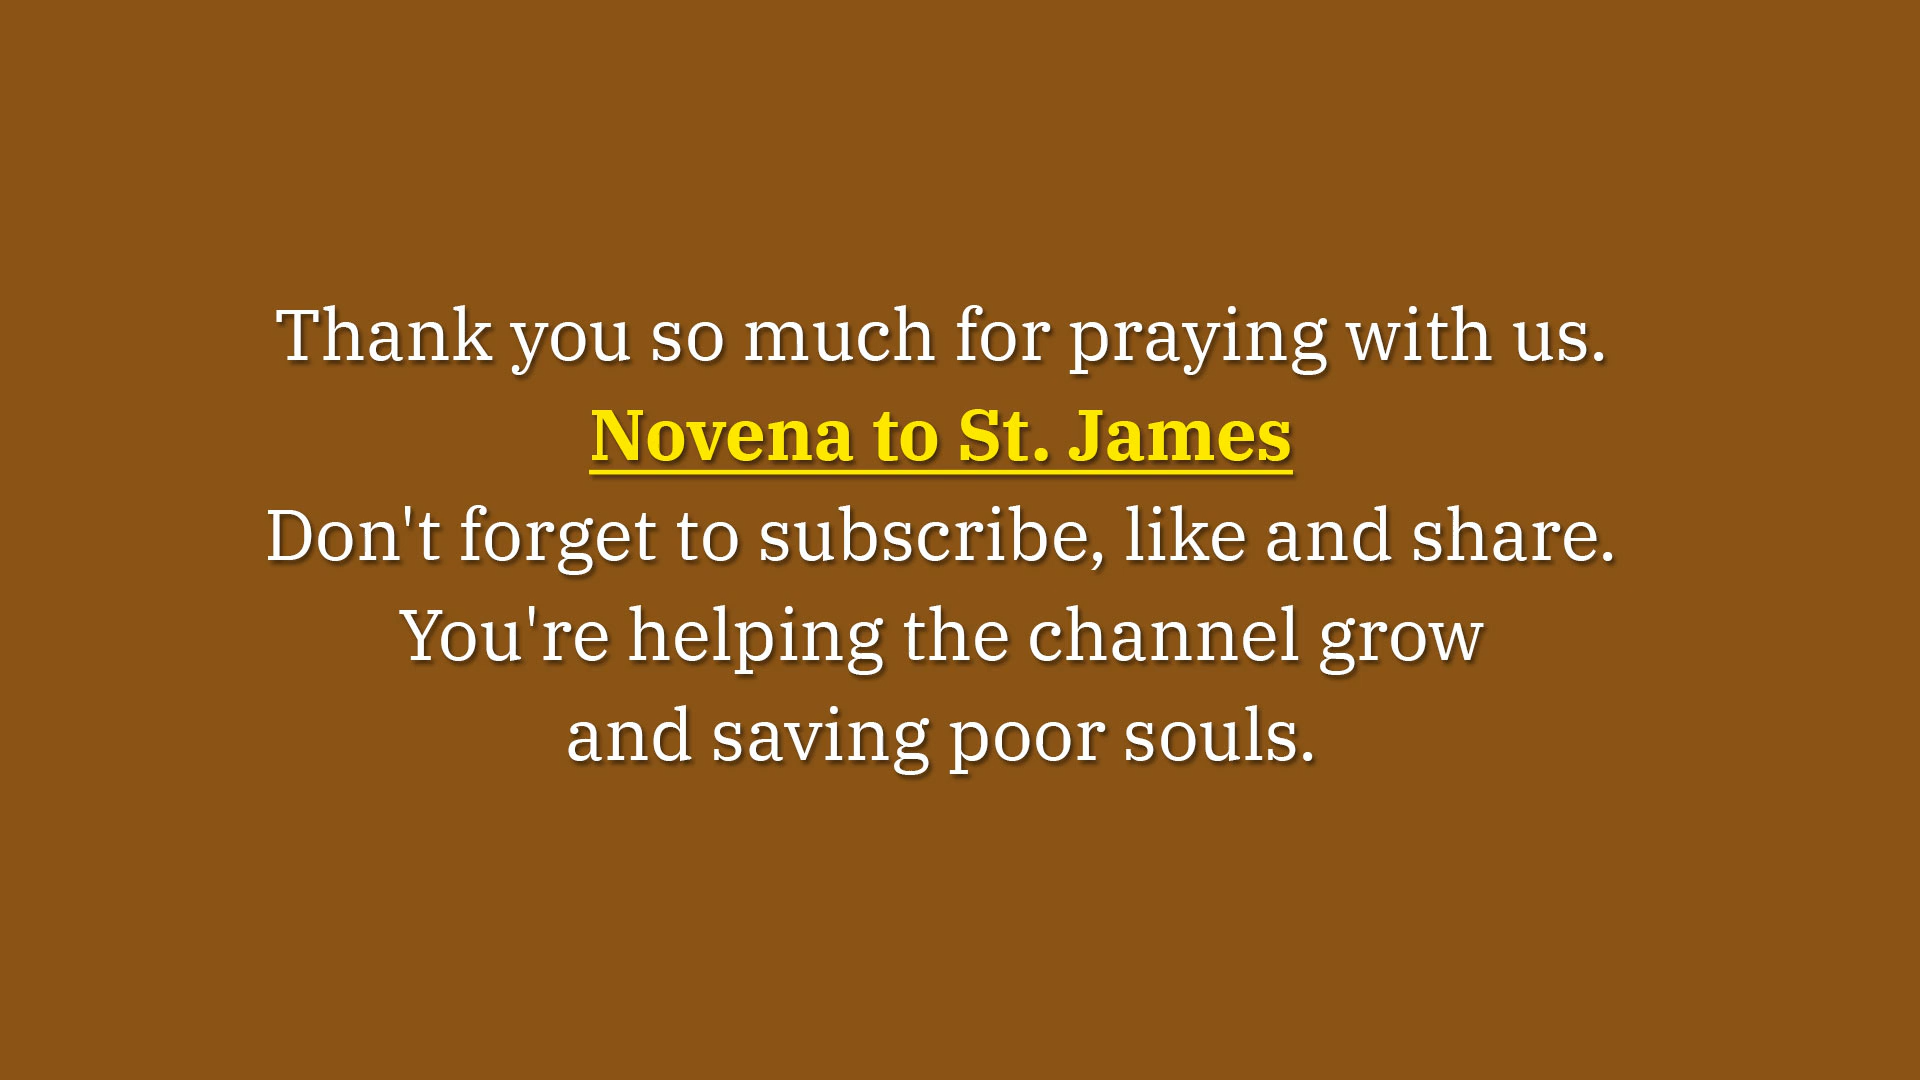 Thank you so much for praying with us.
Novena to St. James
Don't forget to subscribe, like and share.
You're helping the channel grow
and saving poor souls.